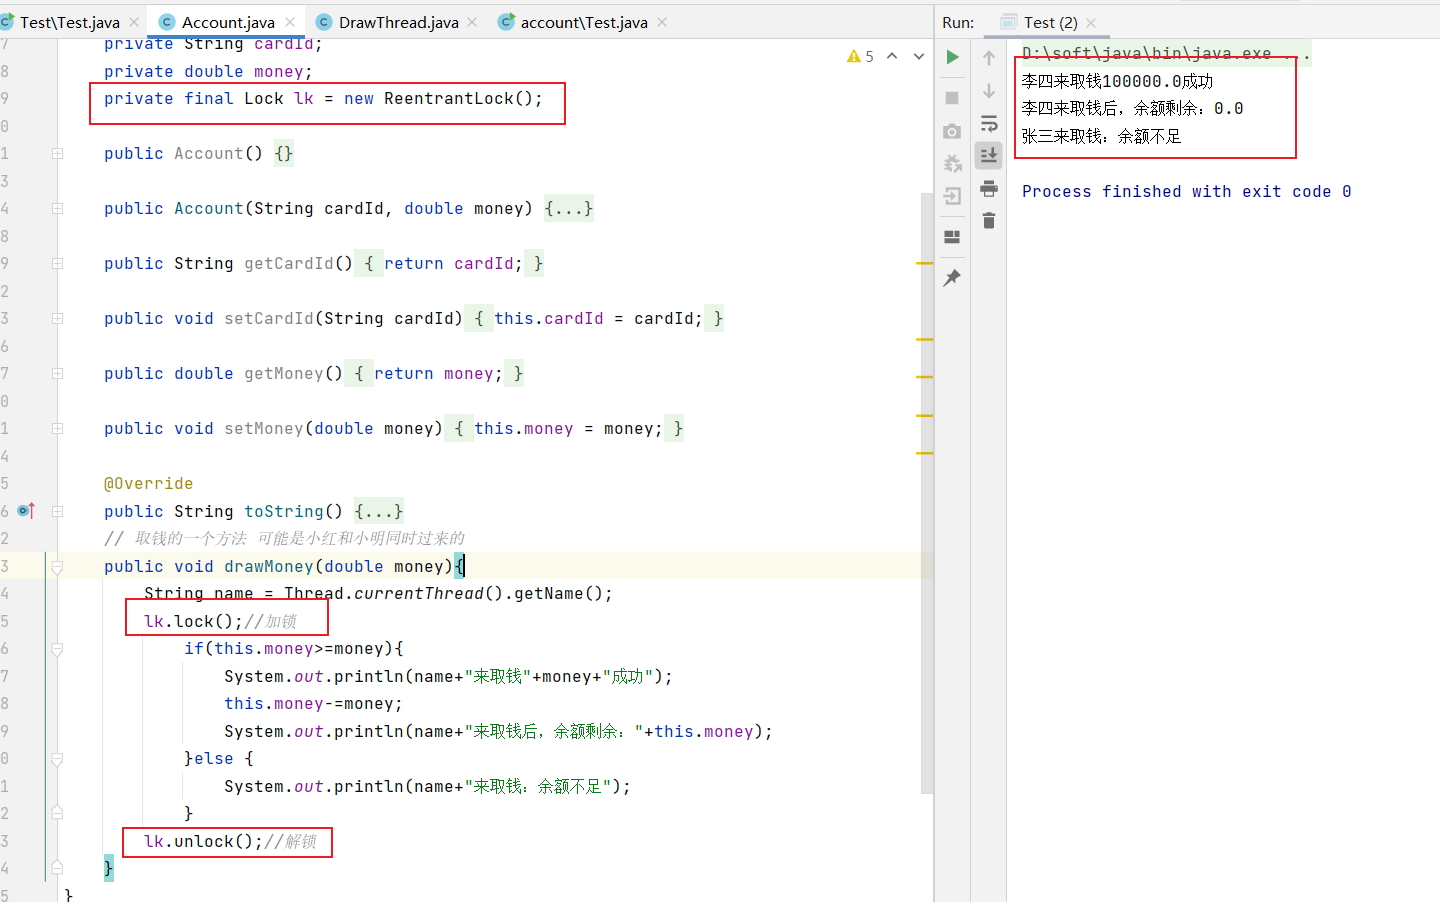 Test\Test.java
Account.java
DrawThread.java
account\Test.java
Run:
Test (2)
5
7 private String cardId;
8 private double money;
9 private final Lock lk = new ReentrantLock();
0
1 public Account() {}
3
4 public Account(String cardId, double money) {...}
8
9 public String getCardId() { return cardId; }
2
3 public void setCardId(String cardId) { this.cardId = cardId; }
6
7 public double getMoney() { return money; }
0
1 public void setMoney(double money) { this.money = money; }
4
5 @Override
6 public String toString() {...}
2 // 取钱的一个方法 可能是小红和小明同时过来的
3 public void drawMoney(double money){
4 String name = Thread.currentThread().getName();
5 lk.lock();//加锁
6 if(this.money>=money){
7 System.out.println(name+"来取钱"+money+"成功");
8 this.money-=money;
9 System.out.println(name+"来取钱后，余额剩余："+this.money);
0 }else {
1 System.out.println(name+"来取钱：余额不足");
2 }
3 lk.unlock();//解锁
4 }
5 }
D:\soft\java\bin\java.exe ...
李四来取钱100000.0成功
李四来取钱后，余额剩余：0.0
张三来取钱：余额不足
Process finished with exit code 0